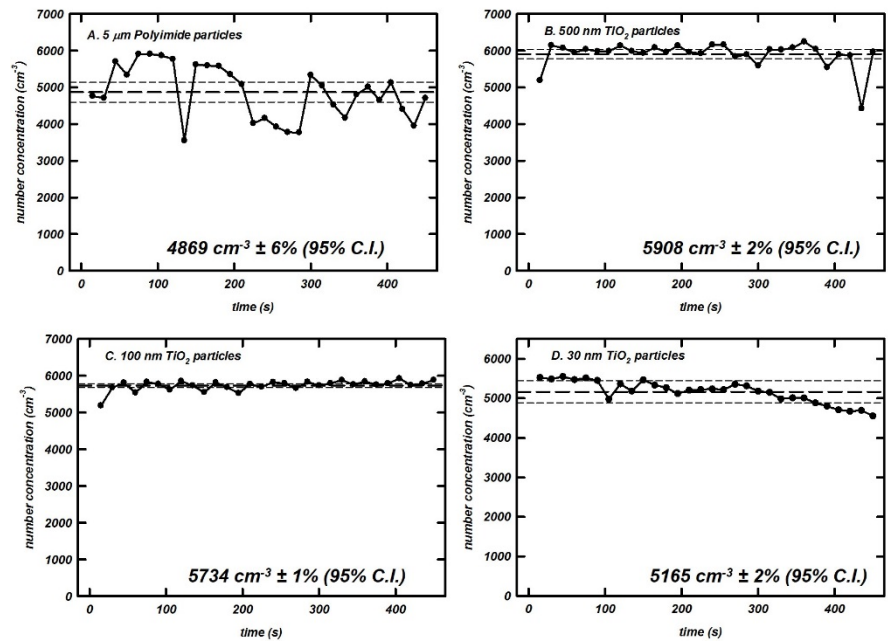 A. 5 μm Polyimide particles
number concentration (cm⁻³)
7000
6000
5000
4000
3000
2000
1000
0
4869 cm⁻³ ± 6% (95% C.I.)
0 100 200 300 400
time (s)
B. 500 nm TiO₂ particles
number concentration (cm⁻³)
7000
6000
5000
4000
3000
2000
1000
0
5908 cm⁻³ ± 2% (95% C.I.)
0 100 200 300 400
time (s)
C. 100 nm TiO₂ particles
number concentration (cm⁻³)
7000
6000
5000
4000
3000
2000
1000
0
5734 cm⁻³ ± 1% (95% C.I.)
0 100 200 300 400
time (s)
D. 30 nm TiO₂ particles
number concentration (cm⁻³)
6000
5000
4000
3000
2000
1000
0
5165 cm⁻³ ± 2% (95% C.I.)
0 100 200 300 400
time (s)